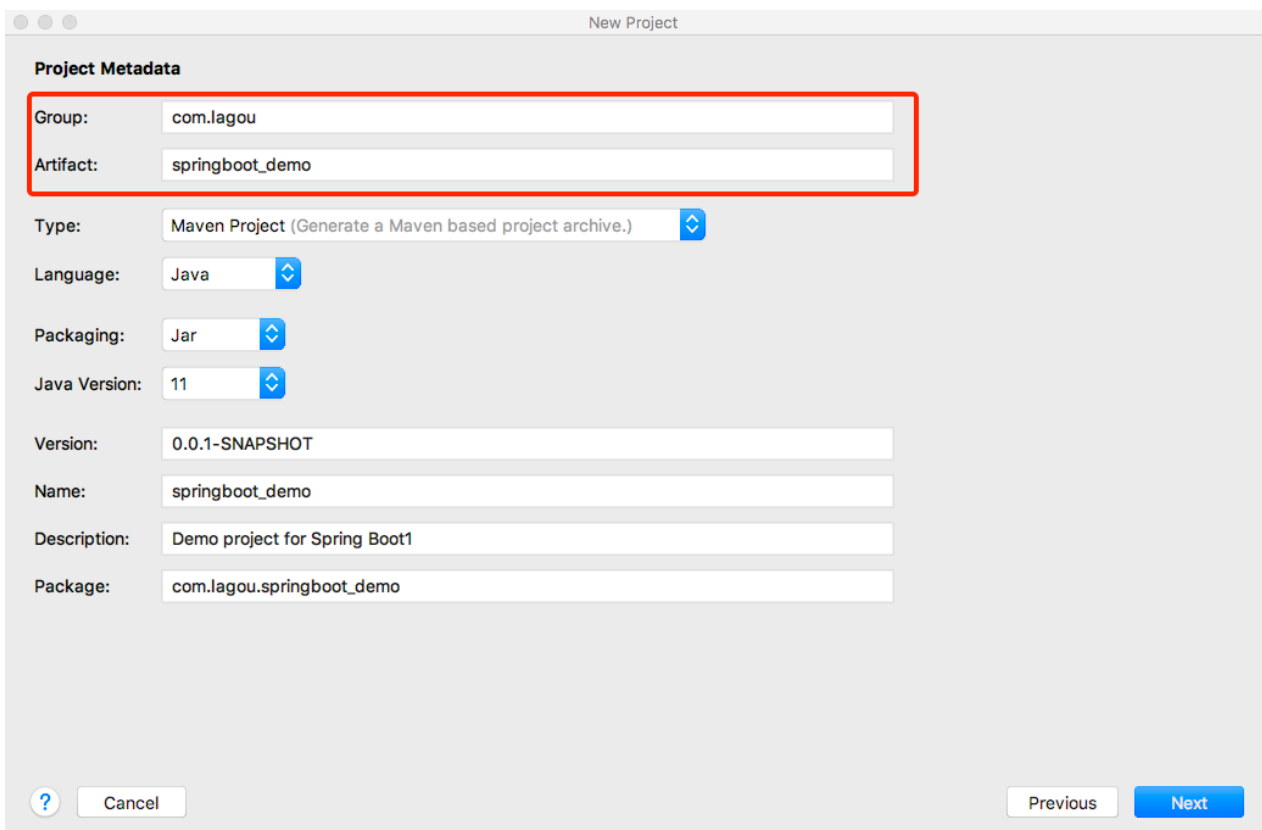 New Project
Project Metadata
Group: com.lagou
Artifact: springboot_demo
Type: Maven Project (Generate a Maven based project archive.)
Language: Java
Packaging: Jar
Java Version: 11
Version: 0.0.1-SNAPSHOT
Name: springboot_demo
Description: Demo project for Spring Boot1
Package: com.lagou.springboot_demo
? Cancel Previous Next